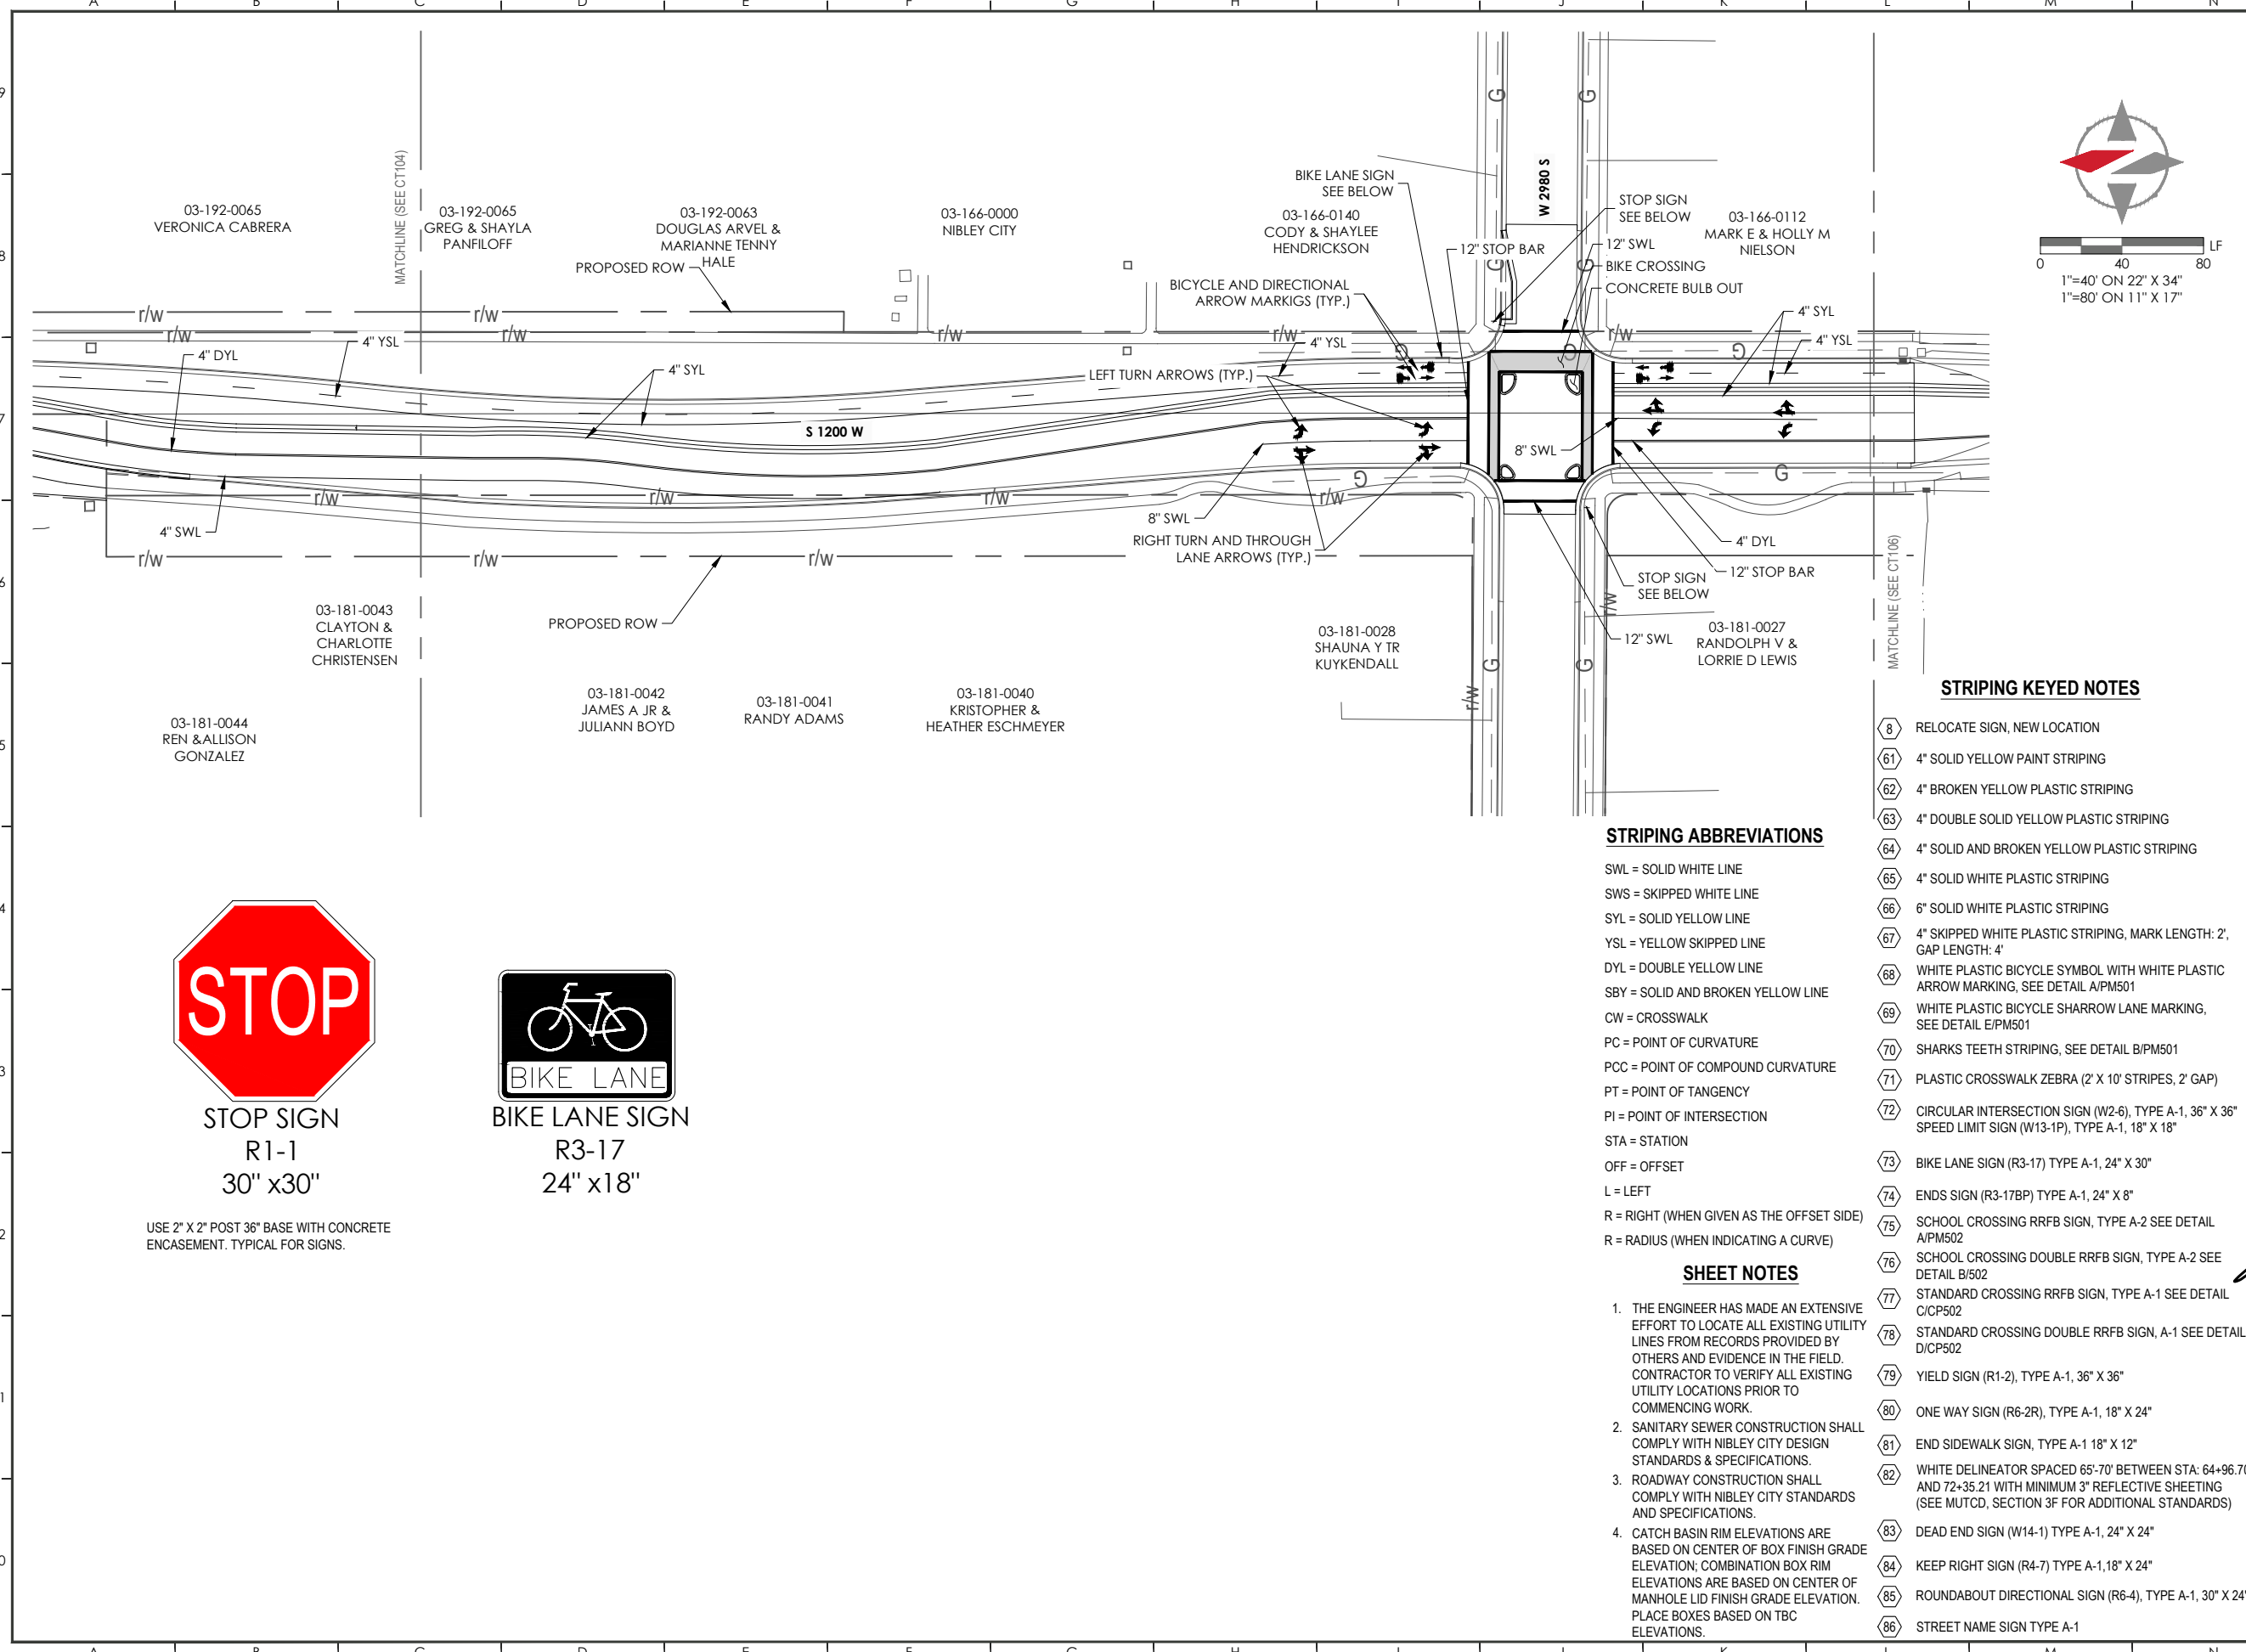 A B C D E F G H I J K L M N
9
8
7
6
5
4
3
2
1
0
MATCHLINE (SEE CT104)
03-192-0065
VERONICA CABRERA
03-192-0065
GREG & SHAYLA
PANFILOFF
03-192-0063
DOUGLAS ARVEL &
MARIANNE TENNY
HALE
PROPOSED ROW
03-166-0000
NIBLEY CITY
BIKE LANE SIGN
SEE BELOW
03-166-0140
CODY & SHAYLEE
HENDRICKSON
12" STOP BAR
BICYCLE AND DIRECTIONAL
ARROW MARKIGS (TYP.)
W 2980 S
STOP SIGN
SEE BELOW
12" SWL
BIKE CROSSING
CONCRETE BULB OUT
03-166-0112
MARK E & HOLLY M
NIELSON
0 40 80 LF
1"=40' ON 22" X 34"
1"=80' ON 11" X 17"
r/w r/w r/w r/w r/w r/w r/w
G G G G G G
4" DYL
4" YSL
4" SYL
LEFT TURN ARROWS (TYP.)
4" YSL
4" SYL
4" YSL
S 1200 W
8" SWL
4" SWL
r/w r/w r/w r/w
G G
8" SWL
RIGHT TURN AND THROUGH
LANE ARROWS (TYP.)
r/w r/w r/w
4" DYL
12" STOP BAR
STOP SIGN
SEE BELOW
12" SWL
r/w
r/w
G G
MATCHLINE (SEE CT106)
03-181-0043
CLAYTON &
CHARLOTTE
CHRISTENSEN
PROPOSED ROW
03-181-0028
SHAUNA Y TR
KUYKENDALL
03-181-0027
RANDOLPH V &
LORRIE D LEWIS
03-181-0044
REN &ALLISON
GONZALEZ
03-181-0042
JAMES A JR &
JULIANN BOYD
03-181-0041
RANDY ADAMS
03-181-0040
KRISTOPHER &
HEATHER ESCHMEYER
STOP
STOP SIGN
R1-1
30" x30"
BIKE LANE
BIKE LANE SIGN
R3-17
24" x18"
USE 2" X 2" POST 36" BASE WITH CONCRETE
ENCASEMENT. TYPICAL FOR SIGNS.
STRIPING ABBREVIATIONS
SWL = SOLID WHITE LINE
SWS = SKIPPED WHITE LINE
SYL = SOLID YELLOW LINE
YSL = YELLOW SKIPPED LINE
DYL = DOUBLE YELLOW LINE
SBY = SOLID AND BROKEN YELLOW LINE
CW = CROSSWALK
PC = POINT OF CURVATURE
PCC = POINT OF COMPOUND CURVATURE
PT = POINT OF TANGENCY
PI = POINT OF INTERSECTION
STA = STATION
OFF = OFFSET
L = LEFT
R = RIGHT (WHEN GIVEN AS THE OFFSET SIDE)
R = RADIUS (WHEN INDICATING A CURVE)
SHEET NOTES
1. THE ENGINEER HAS MADE AN EXTENSIVE
EFFORT TO LOCATE ALL EXISTING UTILITY
LINES FROM RECORDS PROVIDED BY
OTHERS AND EVIDENCE IN THE FIELD.
CONTRACTOR TO VERIFY ALL EXISTING
UTILITY LOCATIONS PRIOR TO
COMMENCING WORK.
2. SANITARY SEWER CONSTRUCTION SHALL
COMPLY WITH NIBLEY CITY DESIGN
STANDARDS & SPECIFICATIONS.
3. ROADWAY CONSTRUCTION SHALL
COMPLY WITH NIBLEY CITY STANDARDS
AND SPECIFICATIONS.
4. CATCH BASIN RIM ELEVATIONS ARE
BASED ON CENTER OF BOX FINISH GRADE
ELEVATION; COMBINATION BOX RIM
ELEVATIONS ARE BASED ON CENTER OF
MANHOLE LID FINISH GRADE ELEVATION.
PLACE BOXES BASED ON TBC
ELEVATIONS.
STRIPING KEYED NOTES
8 RELOCATE SIGN, NEW LOCATION
61 4" SOLID YELLOW PAINT STRIPING
62 4" BROKEN YELLOW PLASTIC STRIPING
63 4" DOUBLE SOLID YELLOW PLASTIC STRIPING
64 4" SOLID AND BROKEN YELLOW PLASTIC STRIPING
65 4" SOLID WHITE PLASTIC STRIPING
66 6" SOLID WHITE PLASTIC STRIPING
67 4" SKIPPED WHITE PLASTIC STRIPING, MARK LENGTH: 2',
GAP LENGTH: 4'
68 WHITE PLASTIC BICYCLE SYMBOL WITH WHITE PLASTIC
ARROW MARKING, SEE DETAIL A/PM501
69 WHITE PLASTIC BICYCLE SHARROW LANE MARKING,
SEE DETAIL E/PM501
70 SHARKS TEETH STRIPING, SEE DETAIL B/PM501
71 PLASTIC CROSSWALK ZEBRA (2' X 10' STRIPES, 2' GAP)
72 CIRCULAR INTERSECTION SIGN (W2-6), TYPE A-1, 36" X 36"
SPEED LIMIT SIGN (W13-1P), TYPE A-1, 18" X 18"
73 BIKE LANE SIGN (R3-17) TYPE A-1, 24" X 30"
74 ENDS SIGN (R3-17BP) TYPE A-1, 24" X 8"
75 SCHOOL CROSSING RRFB SIGN, TYPE A-2 SEE DETAIL
A/PM502
76 SCHOOL CROSSING DOUBLE RRFB SIGN, TYPE A-2 SEE
DETAIL B/502
77 STANDARD CROSSING RRFB SIGN, TYPE A-1 SEE DETAIL
C/CP502
78 STANDARD CROSSING DOUBLE RRFB SIGN, A-1 SEE DETAIL
D/CP502
79 YIELD SIGN (R1-2), TYPE A-1, 36" X 36"
80 ONE WAY SIGN (R6-2R), TYPE A-1, 18" X 24"
81 END SIDEWALK SIGN, TYPE A-1 18" X 12"
82 WHITE DELINEATOR SPACED 65'-70' BETWEEN STA: 64+96.70
AND 72+35.21 WITH MINIMUM 3" REFLECTIVE SHEETING
(SEE MUTCD, SECTION 3F FOR ADDITIONAL STANDARDS)
83 DEAD END SIGN (W14-1) TYPE A-1, 24" X 24"
84 KEEP RIGHT SIGN (R4-7) TYPE A-1,18" X 24"
85 ROUNDABOUT DIRECTIONAL SIGN (R6-4), TYPE A-1, 30" X 24"
86 STREET NAME SIGN TYPE A-1